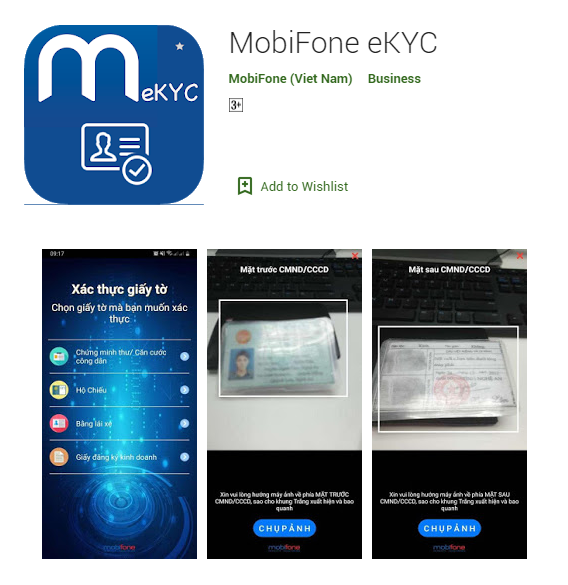 MobiFone eKYC
MobiFone (Viet Nam) Business
3+
Add to Wishlist
m eKYC
09:17
Xác thực giấy tờ
Chọn giấy tờ mà bạn muốn xác
thực
Chứng minh thư/ Căn cước
công dân
Hộ Chiếu
Bằng lái xe
Giấy đăng ký kinh doanh
mobifone
Mặt trước CMND/CCCD
Xin vui lòng hướng máy ảnh về phía MẶT TRƯỚC
CMND/CCCD, sao cho khung Trắng xuất hiện và bao
quanh
CHỤP ẢNH
mobifone
Mặt sau CMND/CCCD
Xin vui lòng hướng máy ảnh về phía MẶT SAU
CMND/CCCD, sao cho khung Trắng xuất hiện và bao
quanh
CHỤP ẢNH
mobifone